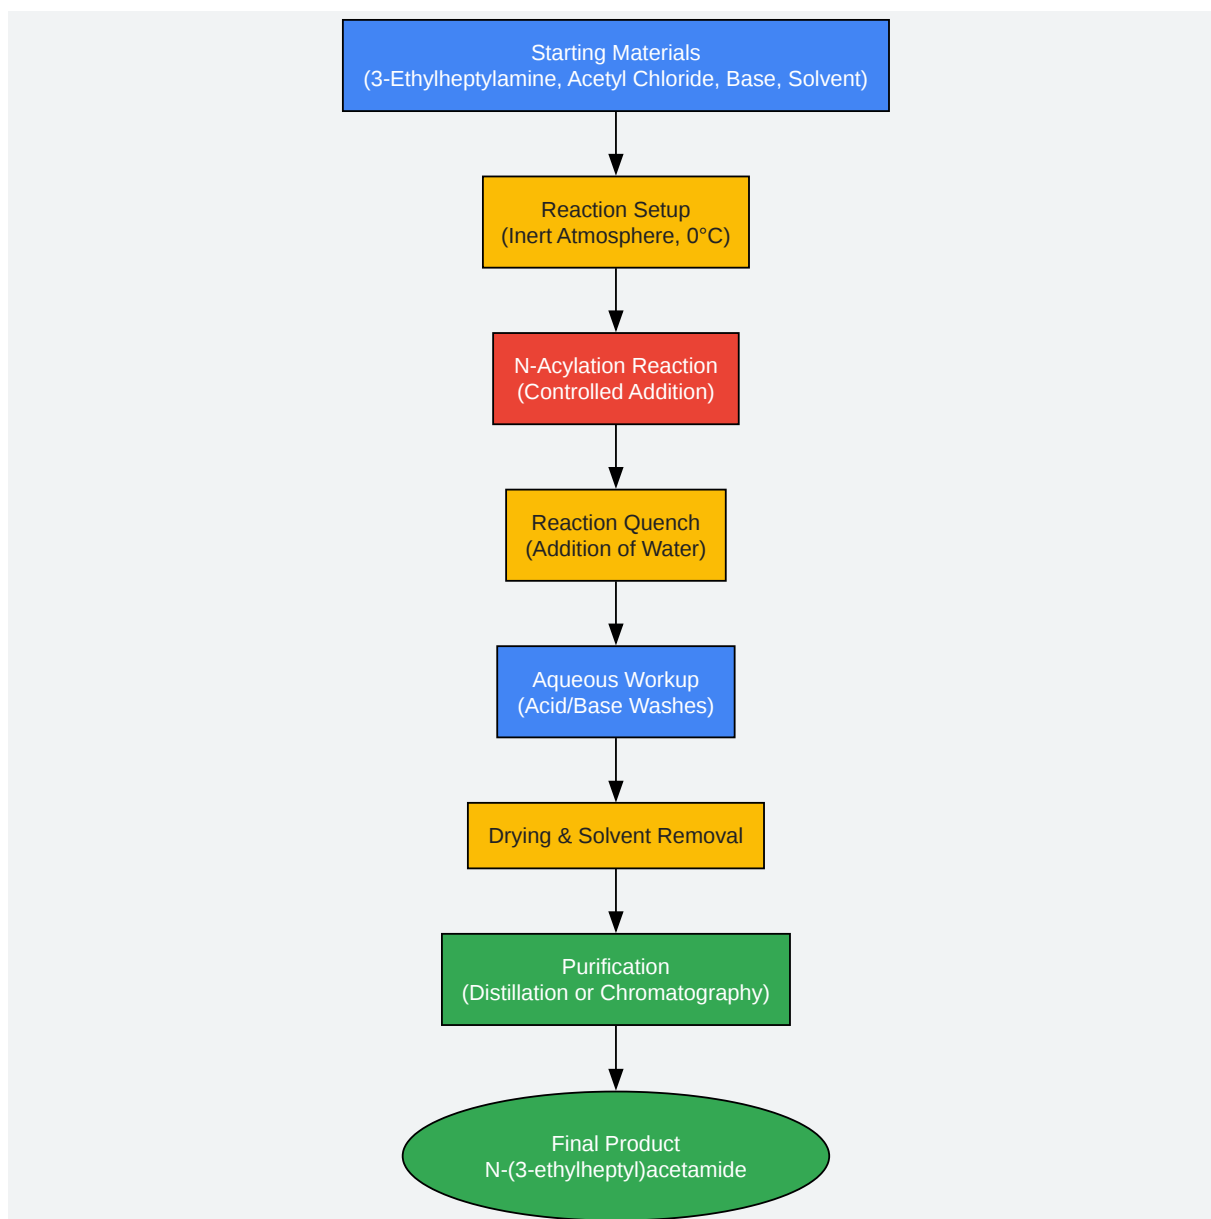 Starting Materials
(3-Ethylheptylamine, Acetyl Chloride, Base, Solvent)
Reaction Setup
(Inert Atmosphere, 0°C)
N-Acylation Reaction
(Controlled Addition)
Reaction Quench
(Addition of Water)
Aqueous Workup
(Acid/Base Washes)
Drying & Solvent Removal
Purification
(Distillation or Chromatography)
Final Product
N-(3-ethylheptyl)acetamide